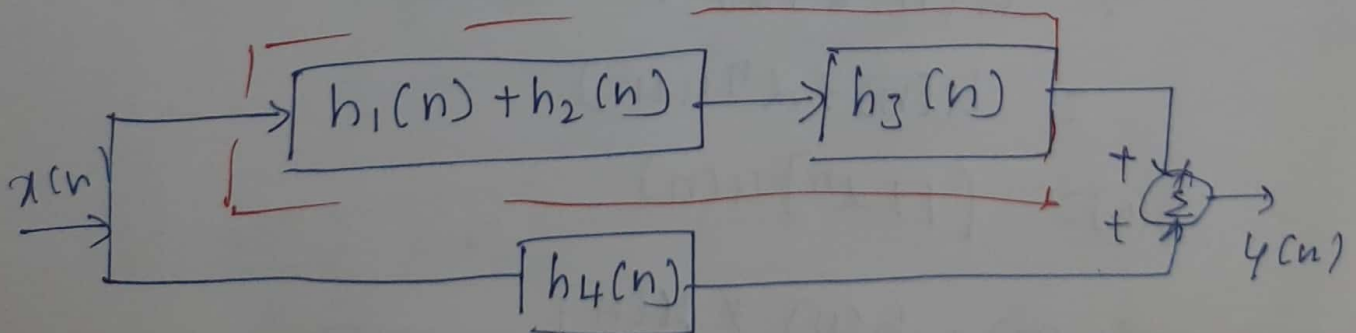 h₁(n) + h₂(n)
h₃(n)
x(n
+
+
Σ
y(n)
h4(n)